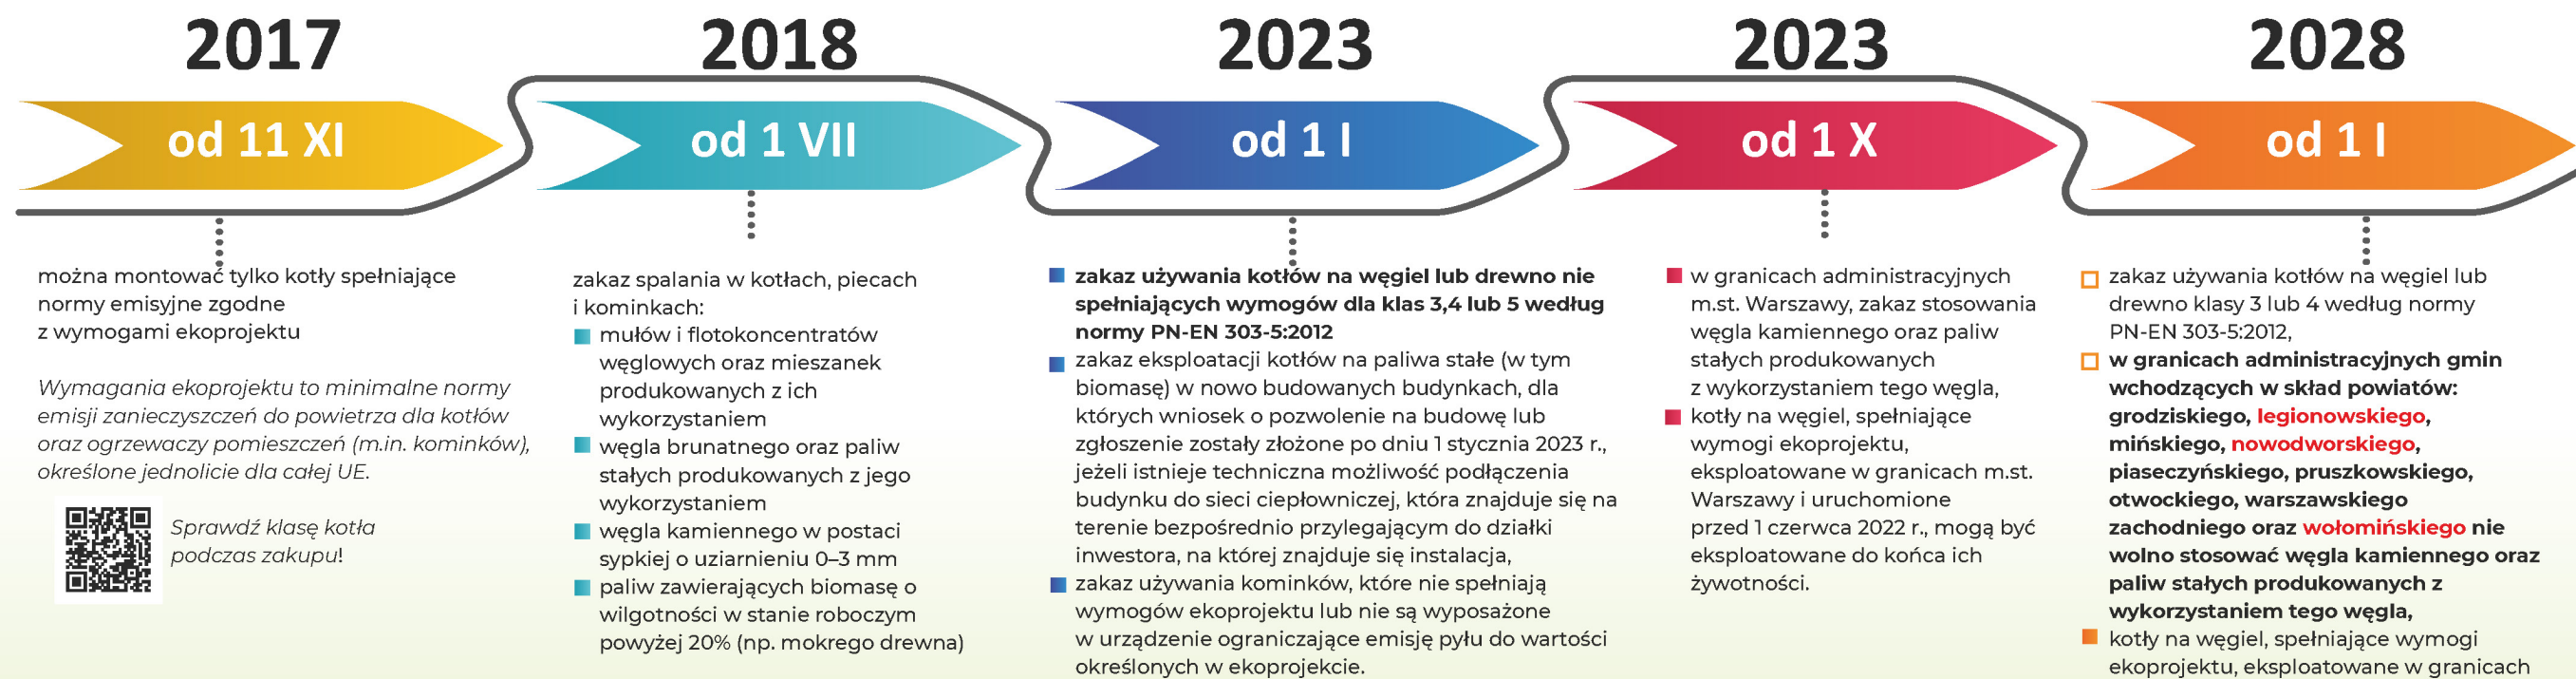 2017
od 11 XI
można montować tylko kotły spełniające
normy emisyjne zgodne
z wymogami ekoprojektu
Wymagania ekoprojektu to minimalne normy
emisji zanieczyszczeń do powietrza dla kotłów
oraz ogrzewaczy pomieszczeń (m.in. kominków),
określone jednolicie dla całej UE.
Sprawdź klasę kotła
podczas zakupu!
2018
od 1 VII
zakaz spalania w kotłach, piecach
i kominkach:
mułów i flotokoncentratów
węglowych oraz mieszanek
produkowanych z ich
wykorzystaniem
węgla brunatnego oraz paliw
stałych produkowanych z jego
wykorzystaniem
węgla kamiennego w postaci
sypkiej o uziarnieniu 0–3 mm
paliw zawierających biomasę o
wilgotności w stanie roboczym
powyżej 20% (np. mokrego drewna)
2023
od 1 I
zakaz używania kotłów na węgiel lub drewno nie
spełniających wymogów dla klas 3,4 lub 5 według
normy PN-EN 303-5:2012
zakaz eksploatacji kotłów na paliwa stałe (w tym
biomasę) w nowo budowanych budynkach, dla
których wniosek o pozwolenie na budowę lub
zgłoszenie zostały złożone po dniu 1 stycznia 2023 r.,
jeżeli istnieje techniczna możliwość podłączenia
budynku do sieci ciepłowniczej, która znajduje się na
terenie bezpośrednio przylegającym do działki
inwestora, na której znajduje się instalacja,
zakaz używania kominków, które nie spełniają
wymogów ekoprojektu lub nie są wyposażone
w urządzenie ograniczające emisję pyłu do wartości
określonych w ekoprojekcie.
2023
od 1 X
w granicach administracyjnych
m.st. Warszawy, zakaz stosowania
węgla kamiennego oraz paliw
stałych produkowanych
z wykorzystaniem tego węgla,
kotły na węgiel, spełniające
wymogi ekoprojektu,
eksploatowane w granicach m.st.
Warszawy i uruchomione
przed 1 czerwca 2022 r., mogą być
eksploatowane do końca ich
żywotności.
2028
od 1 I
zakaz używania kotłów na węgiel lub
drewno klasy 3 lub 4 według normy
PN-EN 303-5:2012,
w granicach administracyjnych gmin
wchodzących w skład powiatów:
grodziskiego, legionowskiego,
mińskiego, nowodworskiego,
piaseczyńskiego, pruszkowskiego,
otwockiego, warszawskiego
zachodniego oraz wołomińskiego nie
wolno stosować węgla kamiennego oraz
paliw stałych produkowanych z
wykorzystaniem tego węgla,
kotły na węgiel, spełniające wymogi
ekoprojektu, eksploatowane w granicach